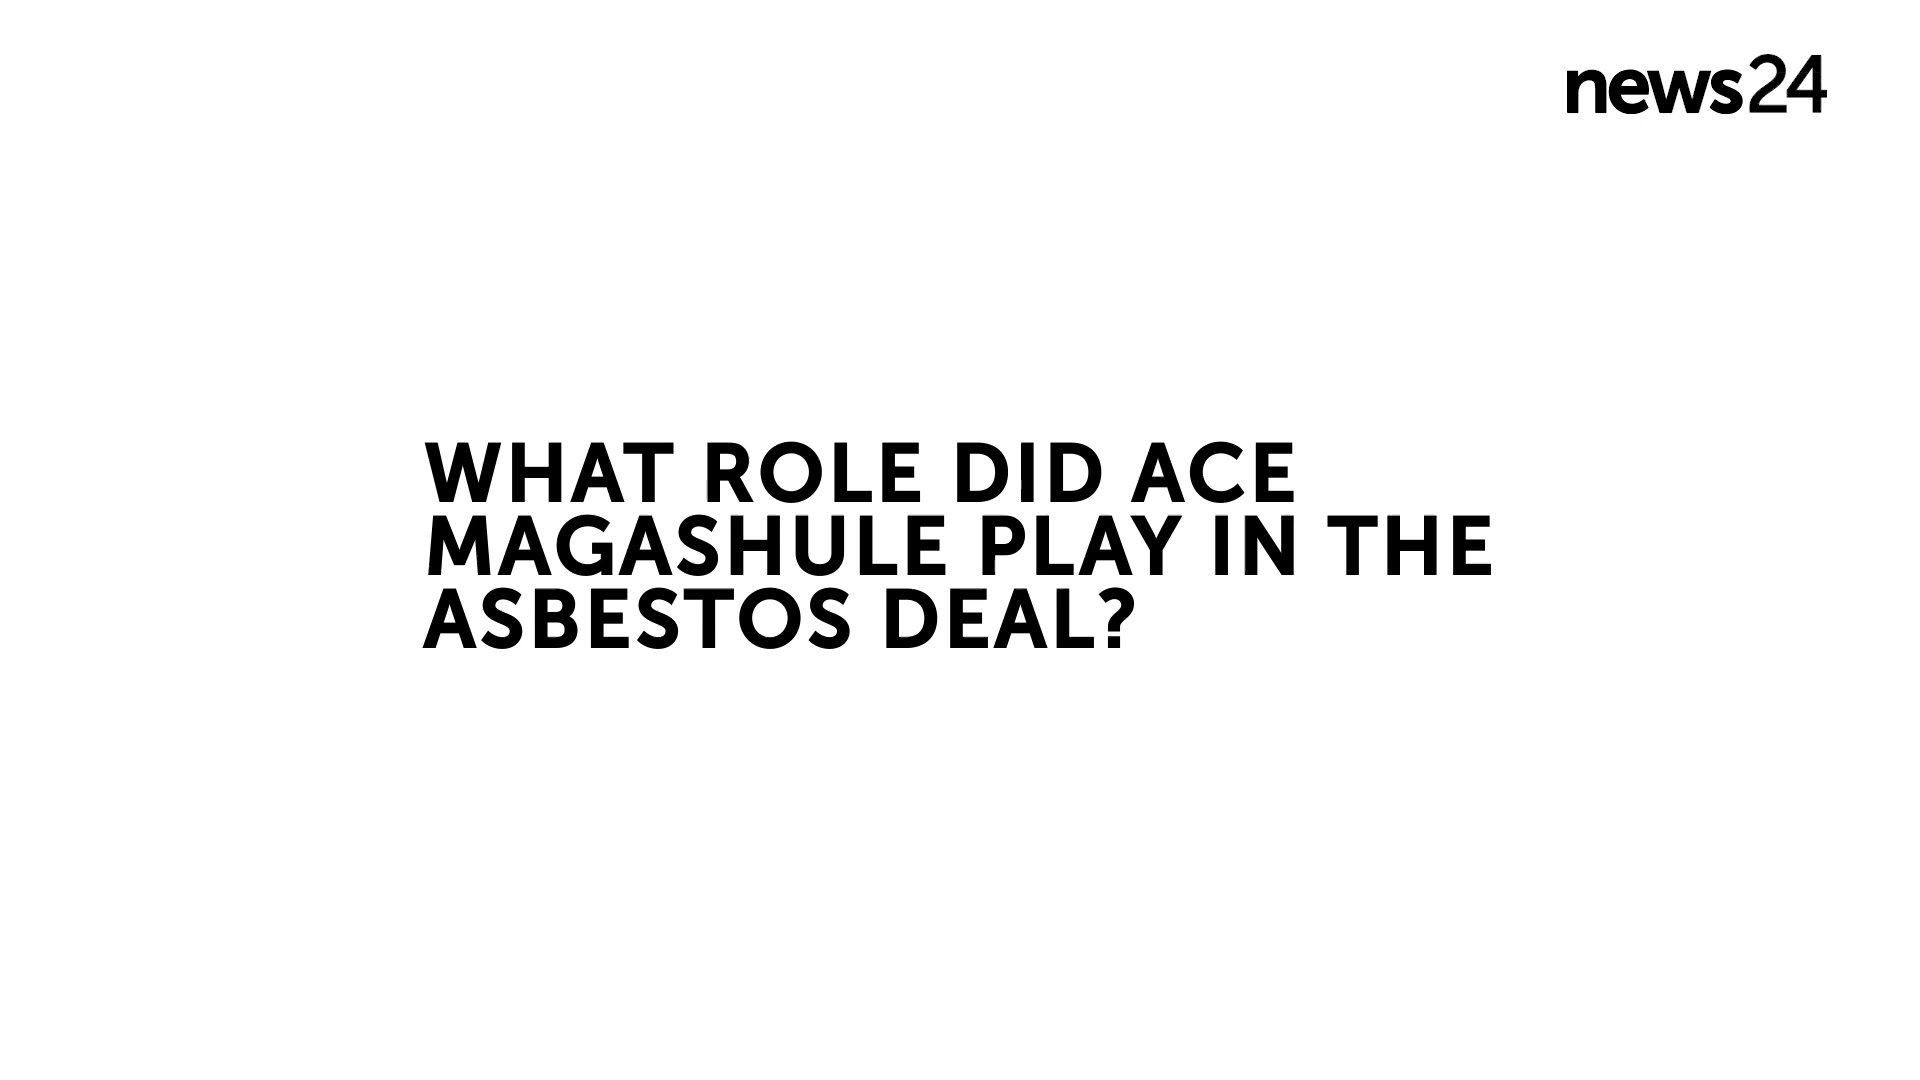 news24
WHAT ROLE DID ACE
MAGASHULE PLAY IN THE
ASBESTOS DEAL?